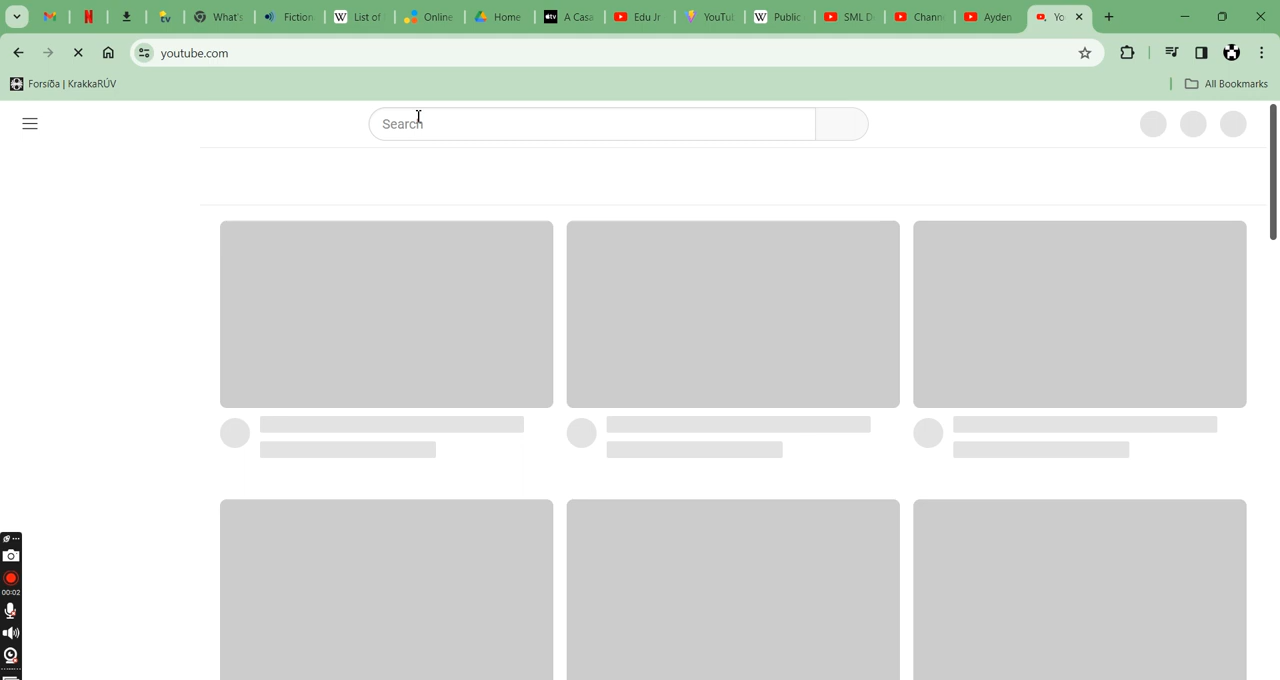 What's
Fiction
List of
Online
Home
A Casa
Edu Jr
YouTu
Public
SML D
Chann
Ayden
Yo
youtube.com
Forsíða | KrakkaRÚV
All Bookmarks
Search
00:02